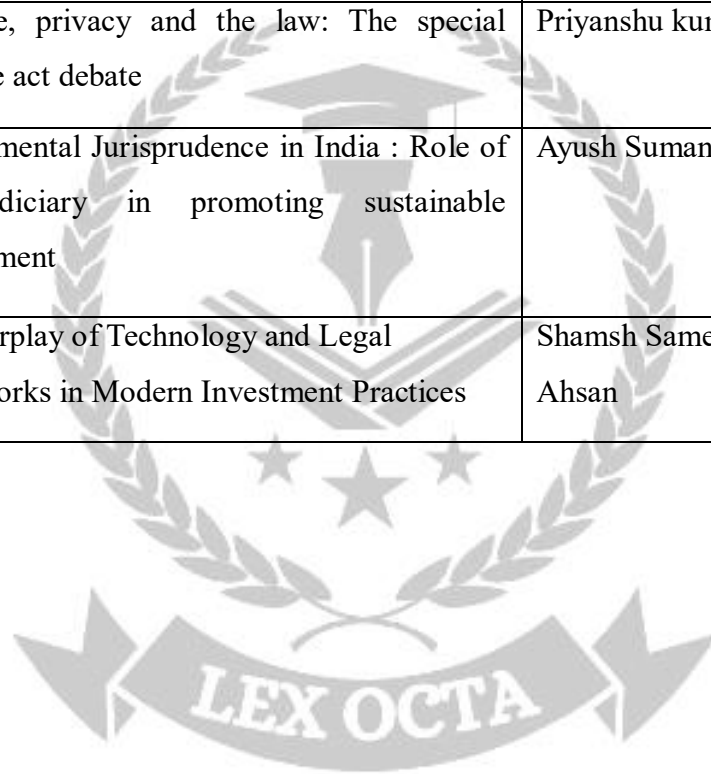 e, privacy and the law: The special
Priyanshu kur
e act debate
mental Jurisprudence in India : Role of
Ayush Suman
diciary in promoting sustainable
ment
rplay of Technology and Legal
Shamsh Same
orks in Modern Investment Practices
Ahsan
LEX OCTA